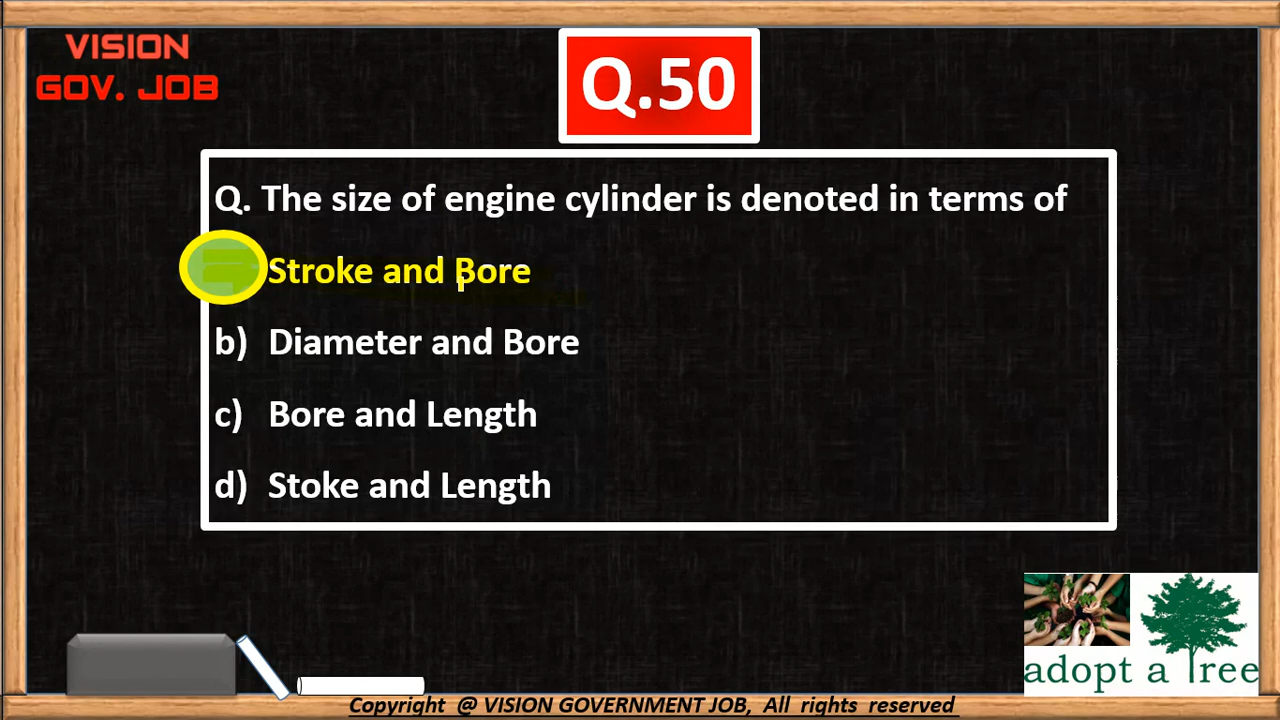 VISION
GOV. JOB
Q.50
Q. The size of engine cylinder is denoted in terms of
Stroke and Bore
b) Diameter and Bore
c) Bore and Length
d) Stoke and Length
adopt a Tree
Copyright @ VISION GOVERNMENT JOB, All rights reserved